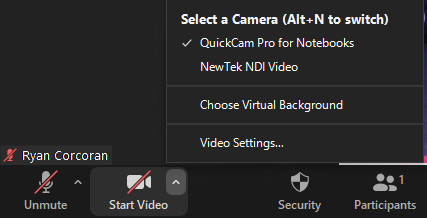 Select a Camera (Alt+N to switch)
QuickCam Pro for Notebooks
NewTek NDI Video
Choose Virtual Background
Video Settings...
Ryan Corcoran
1
Unmute
Start Video
Security
Participants